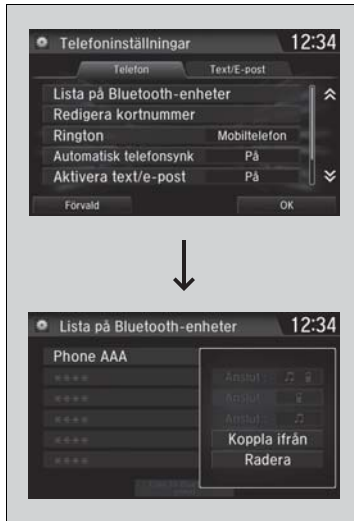 Telefoninställningar 12:34
Telefon Text/E-post
Lista på Bluetooth-enheter
Redigera kortnummer
Rington Mobiltelefon
Automatisk telefonsynk På
Aktivera text/e-post På
Förvald OK
Lista på Bluetooth-enheter 12:34
Phone AAA
**** Anslut :
**** Anslut :
**** Anslut :
**** Koppla ifrån
**** Radera